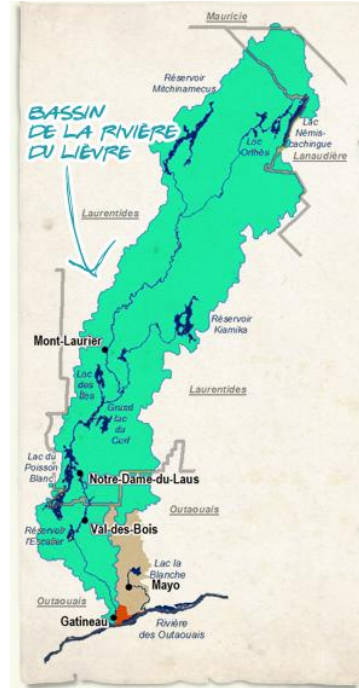 Mauricie
Réservoir
Mitchinamecus
BASSIN
DE LA RIVIÈRE
DU LIÈVRE
Lac
Némis-
cachingue
Lac
Orthès
Lanaudière
Laurentides
Réservoir
Kiamika
Mont-Laurier
Lac
des
Îles
Laurentides
Grand
lac
du
Cerf
Lac du
Poisson
Blanc
Notre-Dame-du-Laus
Outaouais
Réservoir
l'Escalier
Val-des-Bois
Lac la
Blanche
Mayo
Outaouais
Gatineau
Rivière
des Outaouais